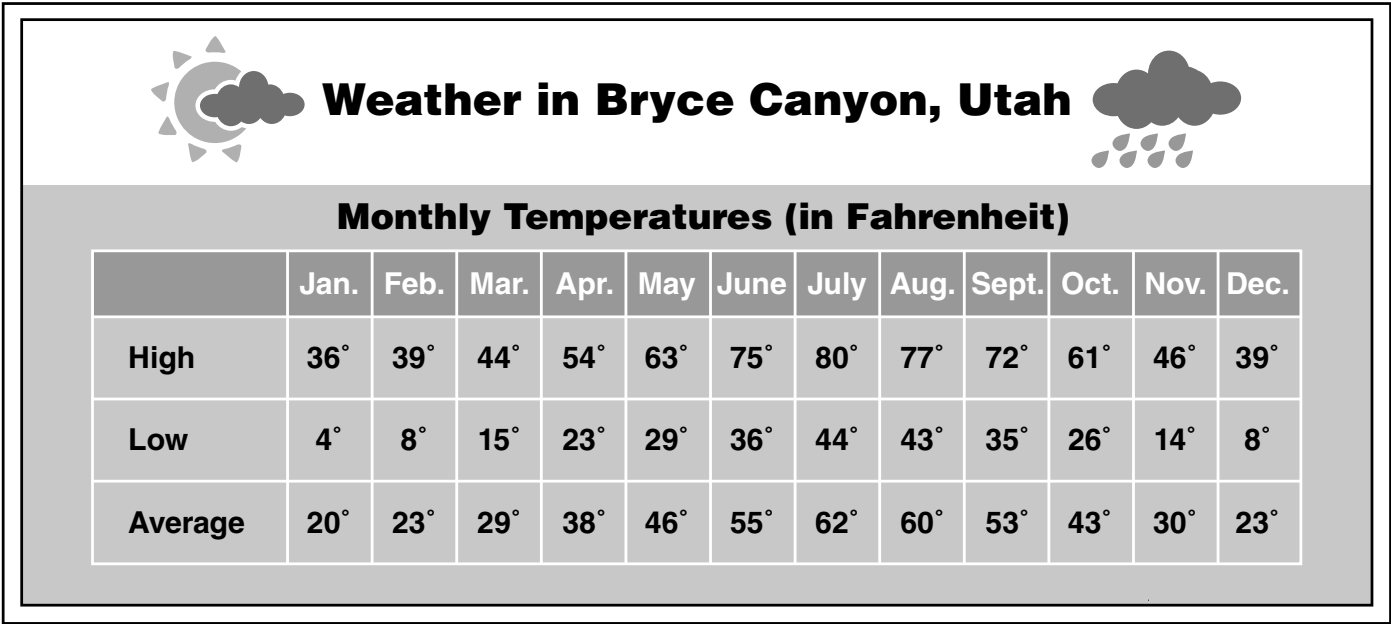 Weather in Bryce Canyon, Utah
Monthly Temperatures (in Fahrenheit)
Jan. Feb. Mar. Apr. May June July Aug. Sept. Oct. Nov. Dec.
High 36˚ 39˚ 44˚ 54˚ 63˚ 75˚ 80˚ 77˚ 72˚ 61˚ 46˚ 39˚
Low 4˚ 8˚ 15˚ 23˚ 29˚ 36˚ 44˚ 43˚ 35˚ 26˚ 14˚ 8˚
Average 20˚ 23˚ 29˚ 38˚ 46˚ 55˚ 62˚ 60˚ 53˚ 43˚ 30˚ 23˚